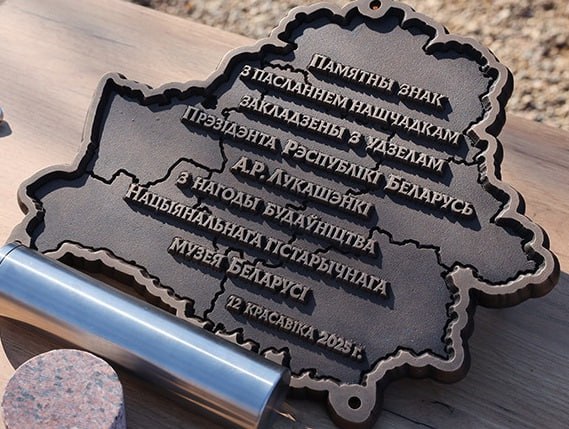 Памятны знак
з пасланнем нашчадкам
закладзены з удзелам
Прэзідэнта Рэспублікі Беларусь
А.Р. Лукашэнкі
з нагоды будаўніцтва
Нацыянальнага гістарычнага
музея Беларусі
12 красавіка 2025 г.